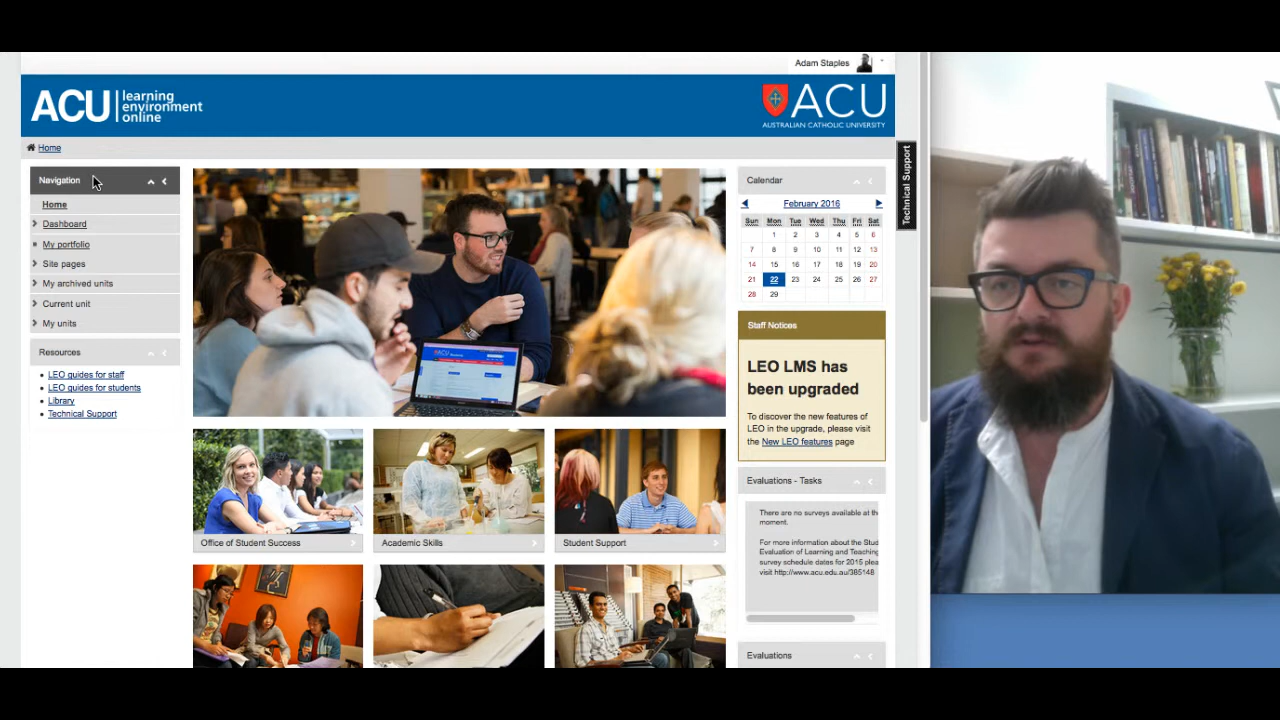 Adam Staples
ACU learning environment online
ACU
AUSTRALIAN CATHOLIC UNIVERSITY
Home
Technical Support
Navigation
Home
Dashboard
My portfolio
Site pages
My archived units
Current unit
My units
Resources
LEO guides for staff
LEO guides for students
Library
Technical Support
Office of Student Success
Academic Skills
Student Support
Calendar
February 2016
Sun Mon Tue Wed Thu Fri Sat
1 2 3 4 5 6
7 8 9 10 11 12 13
14 15 16 17 18 19 20
21 22 23 24 25 26 27
28 29
Staff Notices
LEO LMS has
been upgraded
To discover the new features of
LEO in the upgrade, please visit
the New LEO features page
Evaluations - Tasks
There are no surveys available at th
moment.
For more information about the Stud
Evaluation of Learning and Teaching
survey schedule dates for 2015 plea
visit http://www.acu.edu.au/385148
Evaluations